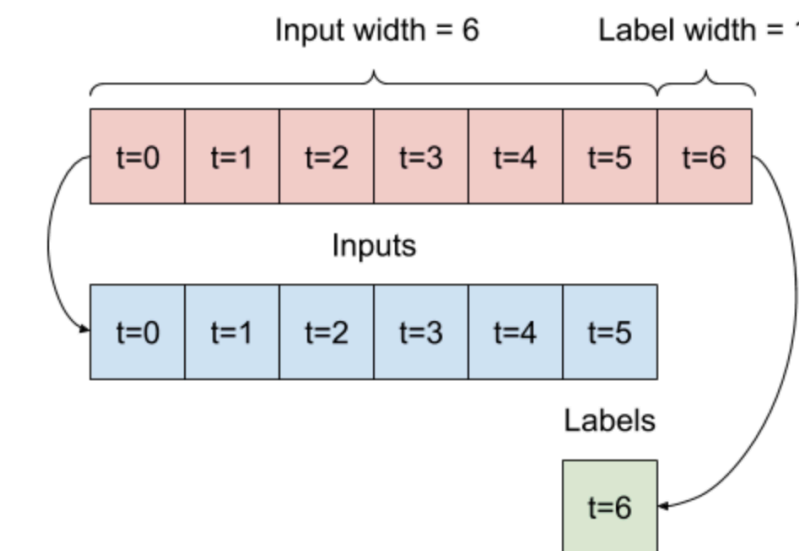 Input width = 6 Label width = 1
t=0 t=1 t=2 t=3 t=4 t=5 t=6
Inputs
t=0 t=1 t=2 t=3 t=4 t=5
Labels
t=6